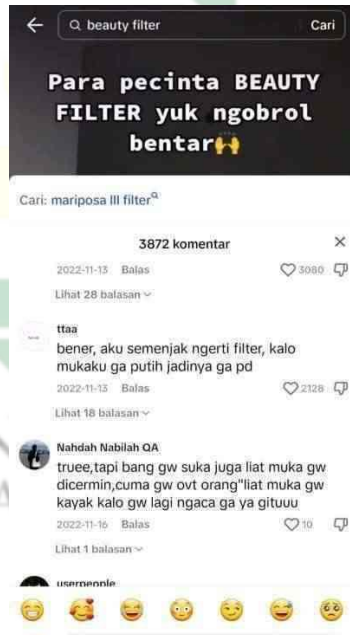 beauty filter Cari
Para pecinta BEAUTY
FILTER yuk ngobrol
bentar🙌
Cari: mariposa III filter
3872 komentar
2022-11-13 Balas 3080
Lihat 28 balasan
ttaa
bener, aku semenjak ngerti filter, kalo
mukaku ga putih jadinya ga pd
2022-11-13 Balas 2128
Lihat 18 balasan
Nahdah Nabilah QA
truee,tapi bang gw suka juga liat muka gw
dicermin,cuma gw ovt orang"liat muka gw
kayak kalo gw lagi ngaca ga ya gituuu
2022-11-16 Balas 10
Lihat 1 balasan
userpeople